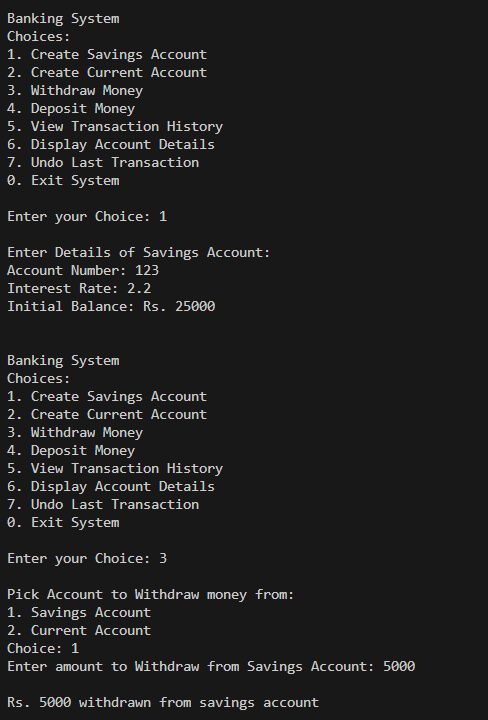 Banking System
Choices:
1. Create Savings Account
2. Create Current Account
3. Withdraw Money
4. Deposit Money
5. View Transaction History
6. Display Account Details
7. Undo Last Transaction
0. Exit System
Enter your Choice: 1
Enter Details of Savings Account:
Account Number: 123
Interest Rate: 2.2
Initial Balance: Rs. 25000
Banking System
Choices:
1. Create Savings Account
2. Create Current Account
3. Withdraw Money
4. Deposit Money
5. View Transaction History
6. Display Account Details
7. Undo Last Transaction
0. Exit System
Enter your Choice: 3
Pick Account to Withdraw money from:
1. Savings Account
2. Current Account
Choice: 1
Enter amount to Withdraw from Savings Account: 5000
Rs. 5000 withdrawn from savings account